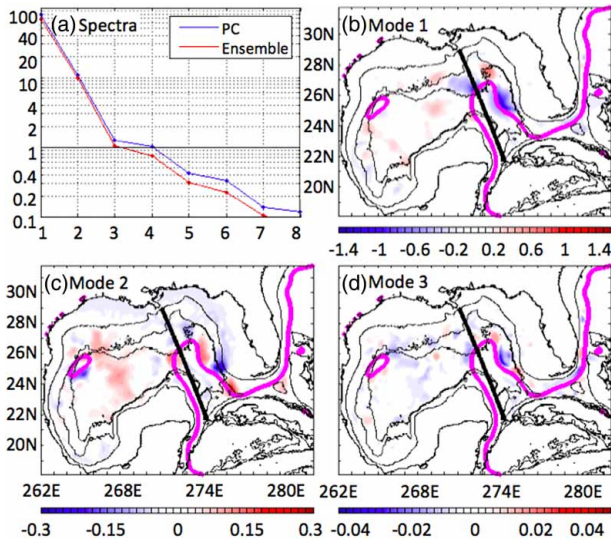 (a) Spectra
PC
Ensemble
100
40
20
10
4
2
1
0.4
0.2
0.1
1 2 3 4 5 6 7 8
(b) Mode 1
30N
28N
26N
24N
22N
20N
-1.4 -1 -0.6 -0.2 0.2 0.6 1 1.4
(c) Mode 2
30N
28N
26N
24N
22N
20N
262E 268E 274E 280E
-0.3 -0.15 0 0.15 0.3
(d) Mode 3
262E 268E 274E 280E
-0.04 -0.02 0 0.02 0.04